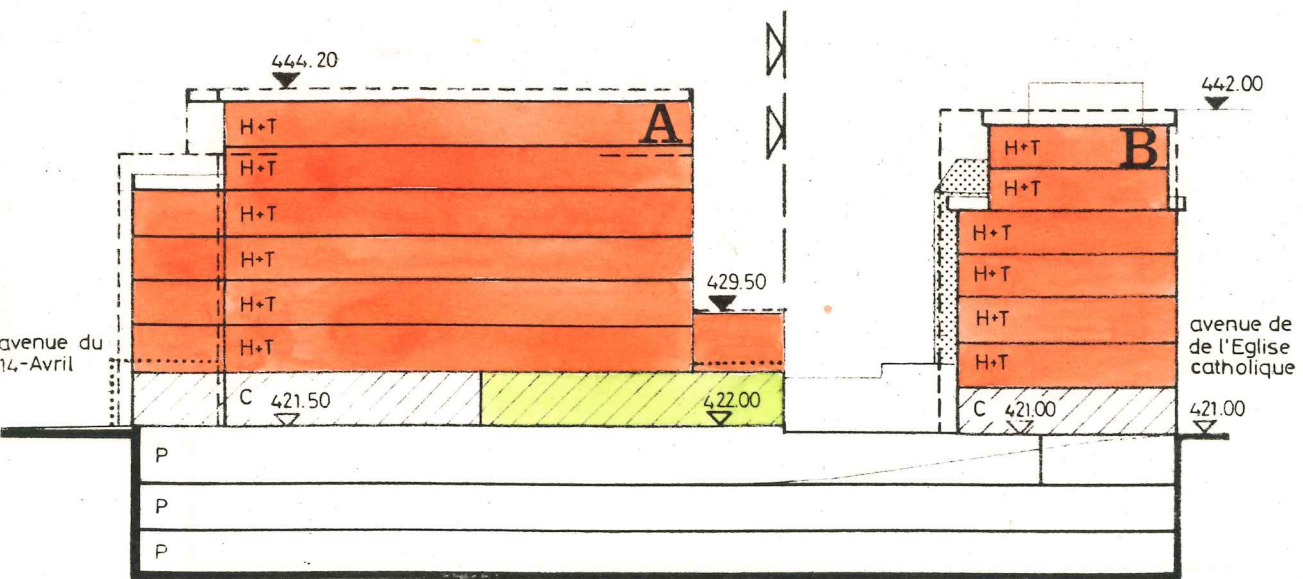 444.20
442.00
H+T A
H+T
H+T
H+T
H+T
H+T
429.50
H+T B
H+T
H+T
H+T
H+T
H+T
avenue du
14-Avril
avenue de
de l'Eglise
catholique
C 421.50
422.00
C 421.00
421.00
P
P
P